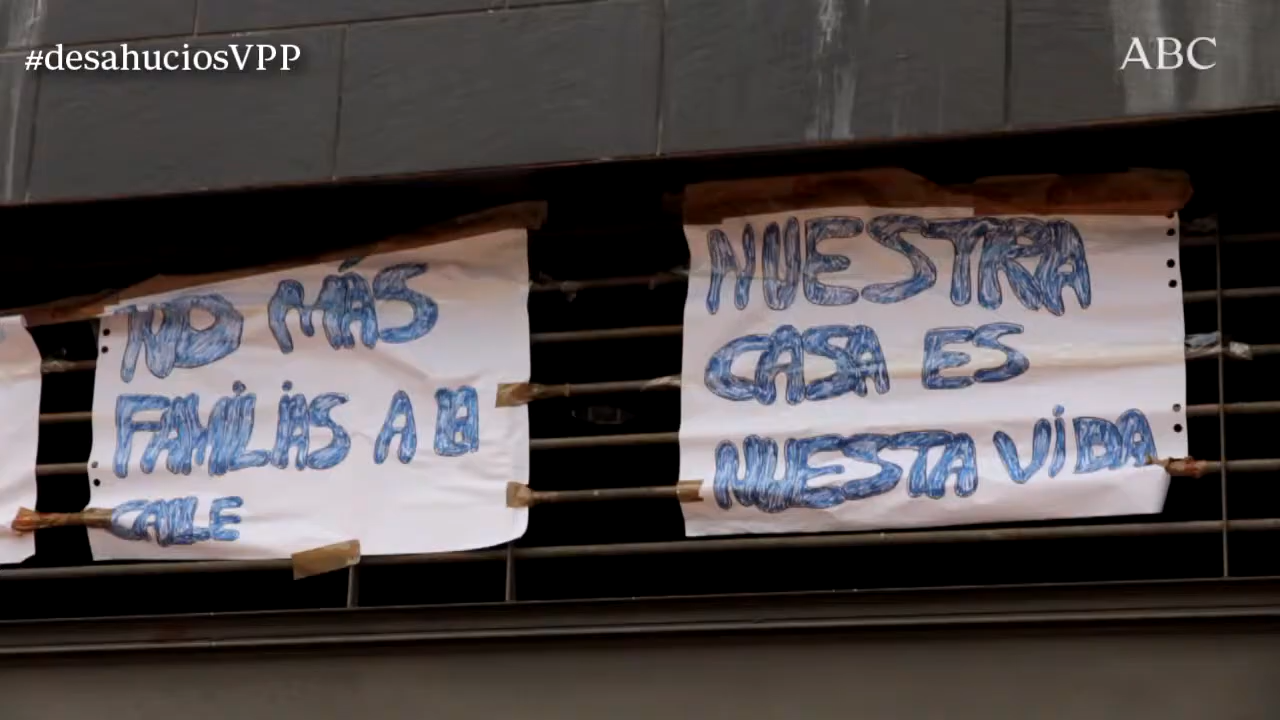 #desahuciosVPP
ABC
NO MÁS
FAMILIAS A LA
CALLE
NUESTRA
CASA ES
NUESTA VIDA